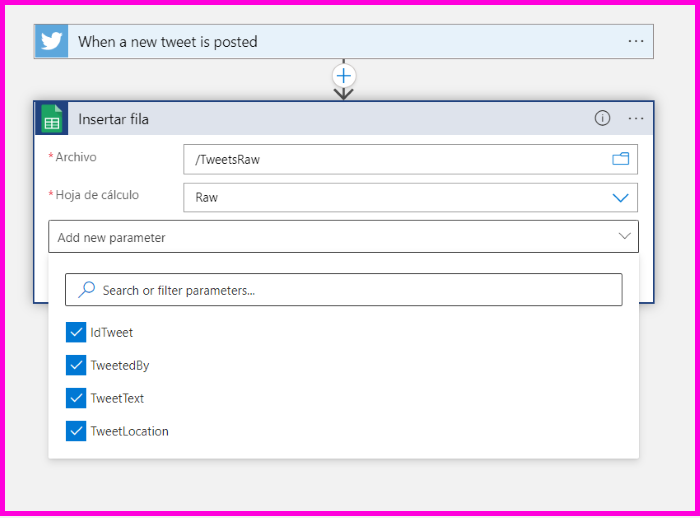 When a new tweet is posted
Insertar fila
* Archivo
/TweetsRaw
* Hoja de cálculo
Raw
Add new parameter
Search or filter parameters...
IdTweet
TweetedBy
TweetText
TweetLocation